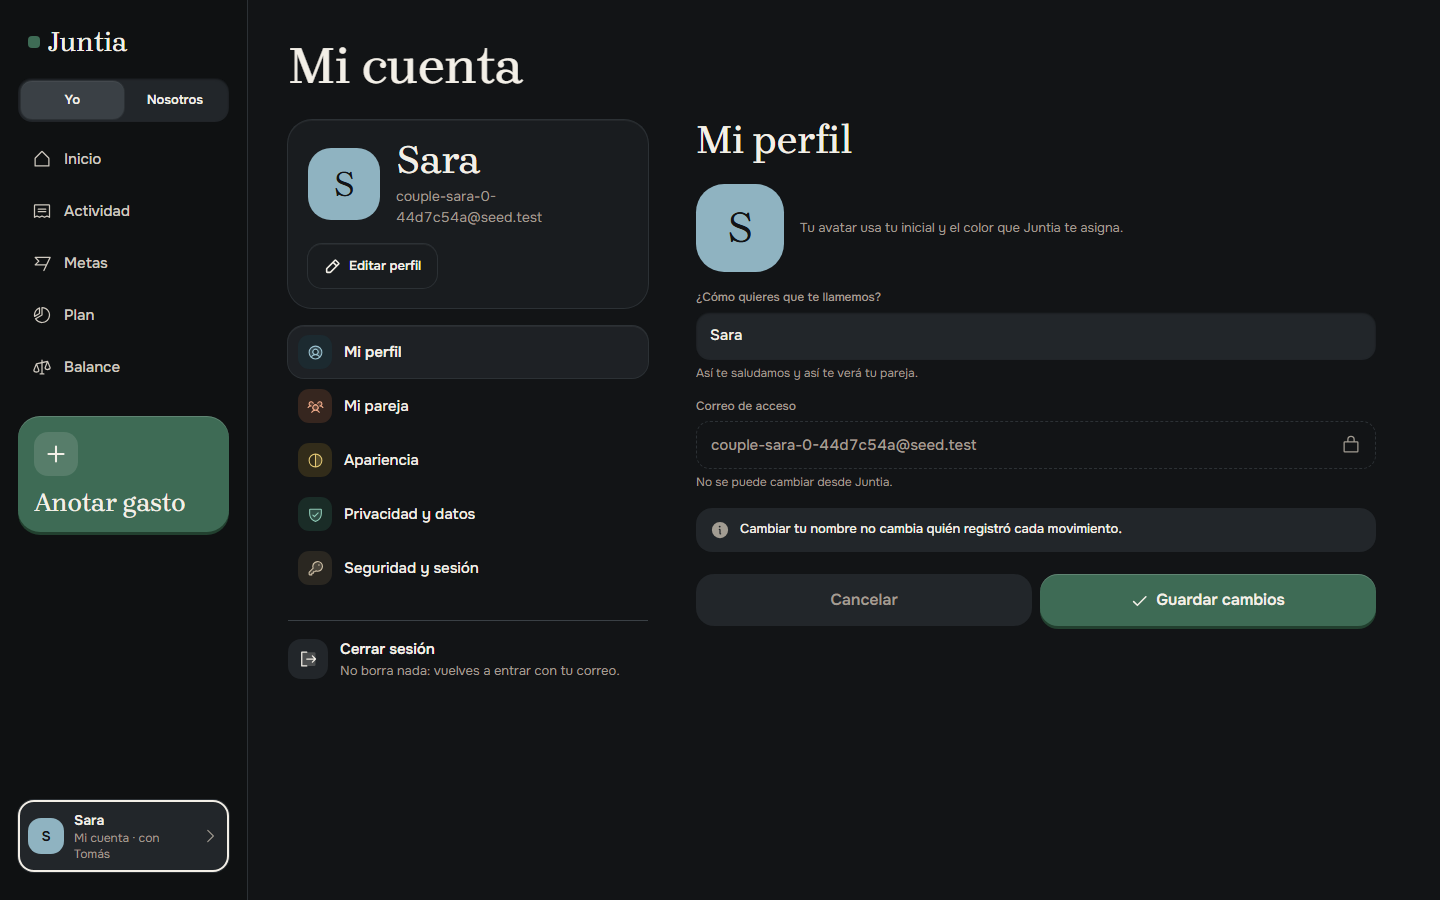 Juntia
Yo
Nosotros
Inicio
Actividad
Metas
Plan
Balance
Anotar gasto
S
Sara
Mi cuenta · con
Tomás
Mi cuenta
S
Sara
couple-sara-0-
44d7c54a@seed.test
Editar perfil
Mi perfil
Mi pareja
Apariencia
Privacidad y datos
Seguridad y sesión
Cerrar sesión
No borra nada: vuelves a entrar con tu correo.
Mi perfil
S
Tu avatar usa tu inicial y el color que Juntia te asigna.
¿Cómo quieres que te llamemos?
Sara
Así te saludamos y así te verá tu pareja.
Correo de acceso
couple-sara-0-44d7c54a@seed.test
No se puede cambiar desde Juntia.
Cambiar tu nombre no cambia quién registró cada movimiento.
Cancelar
Guardar cambios